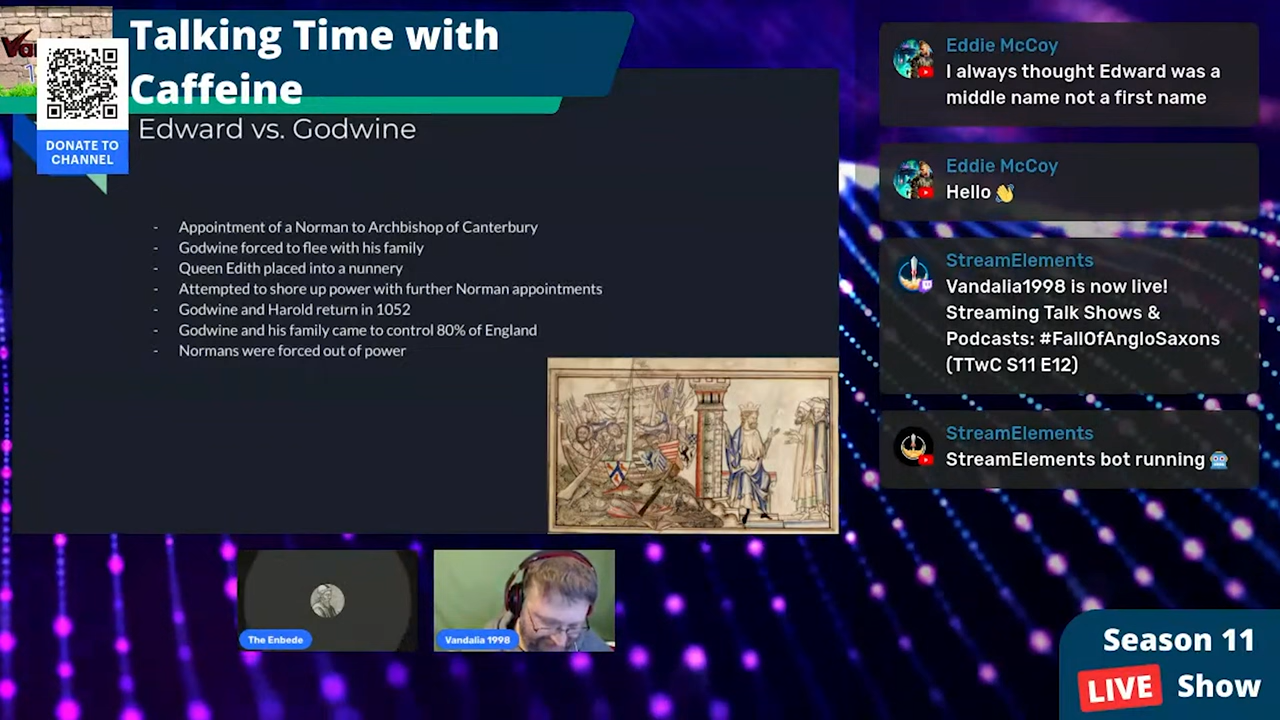 Talking Time with
Caffeine
DONATE TO
CHANNEL
Edward vs. Godwine
- Appointment of a Norman to Archbishop of Canterbury
- Godwine forced to flee with his family
- Queen Edith placed into a nunnery
- Attempted to shore up power with further Norman appointments
- Godwine and Harold return in 1052
- Godwine and his family came to control 80% of England
- Normans were forced out of power
The Enbede
Vandalia 1998
Eddie McCoy
I always thought Edward was a
middle name not a first name
Eddie McCoy
Hello 👋
StreamElements
Vandalia1998 is now live!
Streaming Talk Shows &
Podcasts: #FallOfAngloSaxons
(TTwC S11 E12)
StreamElements
StreamElements bot running 🤖
Season 11
LIVE Show